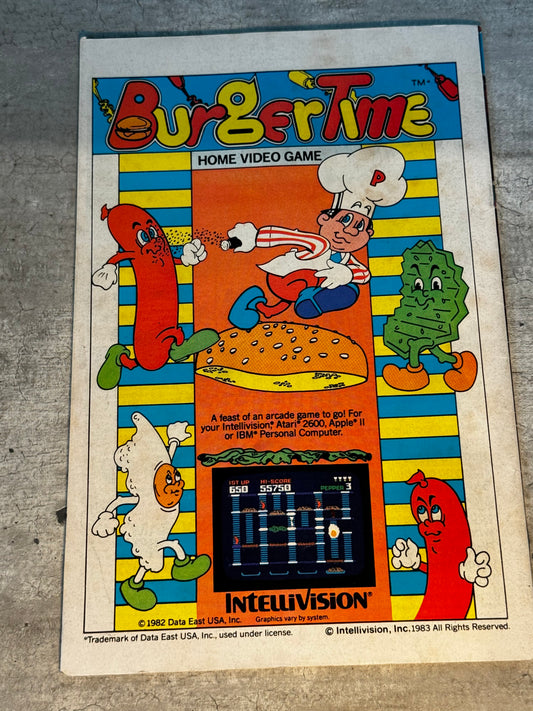 BurgerTime TM*
HOME VIDEO GAME
P
A feast of an arcade game to go! For
your Intellivision®, Atari® 2600, Apple® II
or IBM® Personal Computer.
1ST UP HI-SCORE
650 55750 PEPPER 3
INTELLIVISION®
© 1982 Data East USA, Inc. Graphics vary by system.
*Trademark of Data East USA, Inc., used under license. © Intellivision, Inc. 1983 All Rights Reserved.